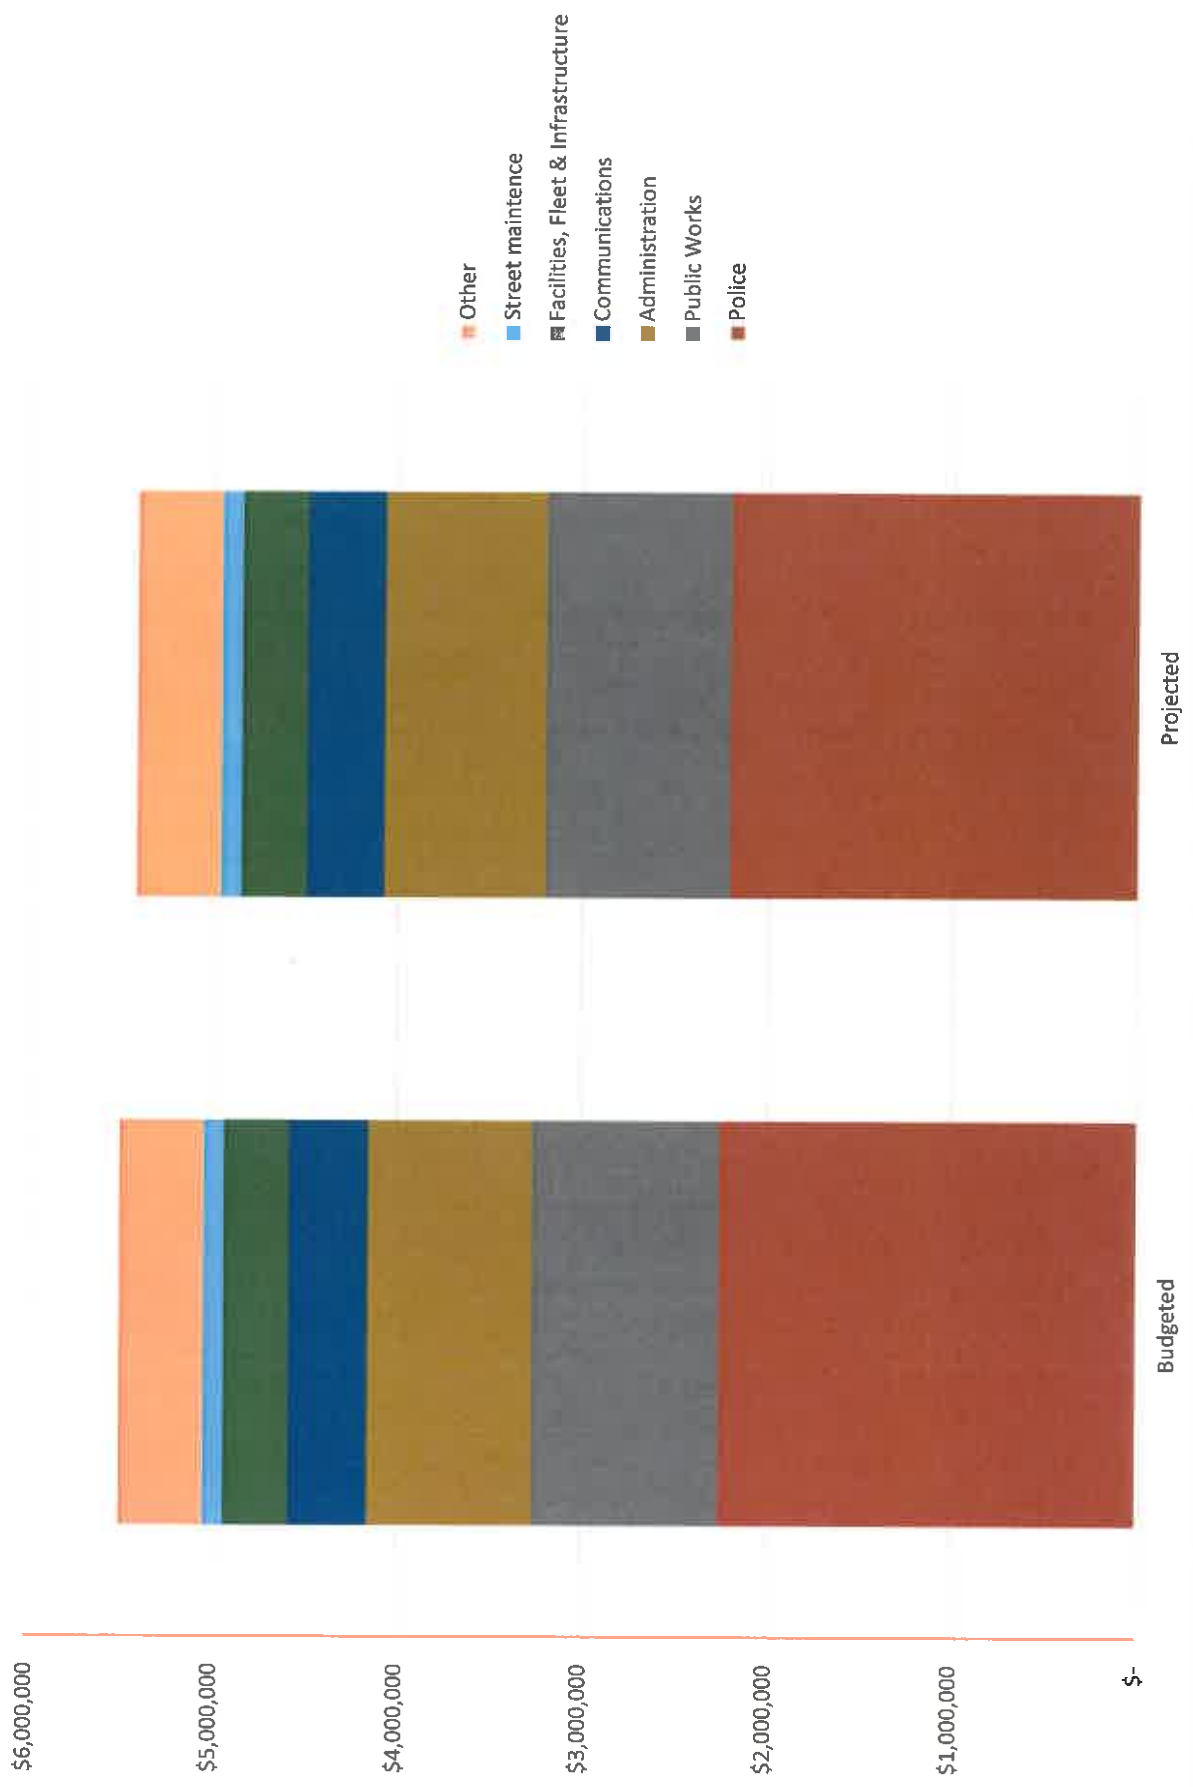 $6,000,000
$5,000,000
$4,000,000
$3,000,000
$2,000,000
$1,000,000
$-
Budgeted
Projected
Other
Street maintence
Facilities, Fleet & Infrastructure
Communications
Administration
Public Works
Police